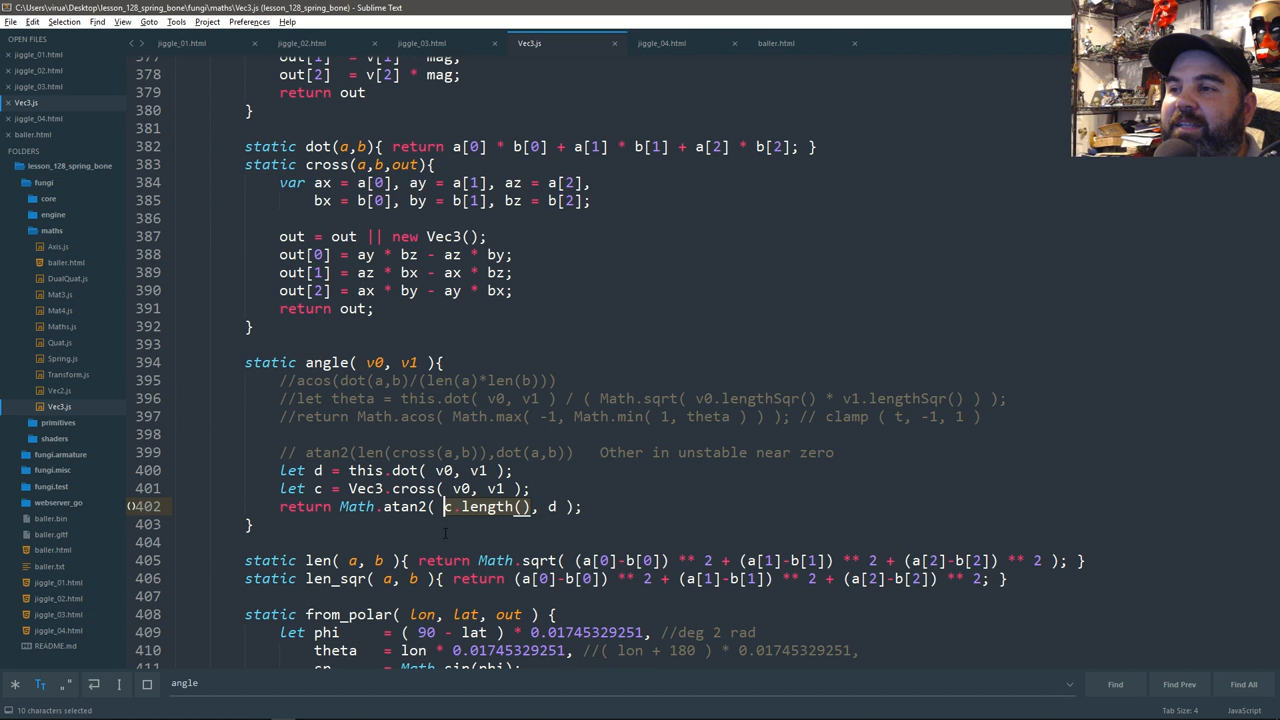 C:\Users\virua\Desktop\lesson_128_spring_bone\fungi\maths\Vec3.js (lesson_128_spring_bone) - Sublime Text
File Edit Selection Find View Goto Tools Project Preferences Help
OPEN FILES
jiggle_01.html
jiggle_02.html
jiggle_03.html
Vec3.js
jiggle_04.html
baller.html
FOLDERS
lesson_128_spring_bone
fungi
core
engine
maths
Axis.js
baller.html
DualQuat.js
Mat3.js
Mat4.js
Maths.js
Quat.js
Spring.js
Transform.js
Vec2.js
Vec3.js
primitives
shaders
fungi.armature
fungi.misc
fungi.test
webserver_go
baller.bin
baller.gltf
baller.html
baller.txt
jiggle_01.html
jiggle_02.html
jiggle_03.html
jiggle_04.html
README.md
jiggle_01.html jiggle_02.html jiggle_03.html Vec3.js jiggle_04.html baller.html
377 out[1] = v[1] * mag;
378 out[2] = v[2] * mag;
379 return out
380 }
381
382 static dot(a,b){ return a[0] * b[0] + a[1] * b[1] + a[2] * b[2]; }
383 static cross(a,b,out){
384 var ax = a[0], ay = a[1], az = a[2],
385 bx = b[0], by = b[1], bz = b[2];
386
387 out = out || new Vec3();
388 out[0] = ay * bz - az * by;
389 out[1] = az * bx - ax * bz;
390 out[2] = ax * by - ay * bx;
391 return out;
392 }
393
394 static angle( v0, v1 ){
395 //acos(dot(a,b)/(len(a)*len(b)))
396 //let theta = this.dot( v0, v1 ) / ( Math.sqrt( v0.lengthSqr() * v1.lengthSqr() ) );
397 //return Math.acos( Math.max( -1, Math.min( 1, theta ) ) ); // clamp ( t, -1, 1 )
398
399 // atan2(len(cross(a,b)),dot(a,b)) Other in unstable near zero
400 let d = this.dot( v0, v1 );
401 let c = Vec3.cross( v0, v1 );
()402 return Math.atan2( c.length(), d );
403 }
404
405 static len( a, b ){ return Math.sqrt( (a[0]-b[0]) ** 2 + (a[1]-b[1]) ** 2 + (a[2]-b[2]) ** 2 ); }
406 static len_sqr( a, b ){ return (a[0]-b[0]) ** 2 + (a[1]-b[1]) ** 2 + (a[2]-b[2]) ** 2; }
407
408 static from_polar( lon, lat, out ) {
409 let phi = ( 90 - lat ) * 0.01745329251, //deg 2 rad
410 theta = lon * 0.01745329251, //( lon + 180 ) * 0.01745329251,
411 sp = Math.sin(phi);
angle
Find Find Prev Find All
10 characters selected
Tab Size: 4 JavaScript